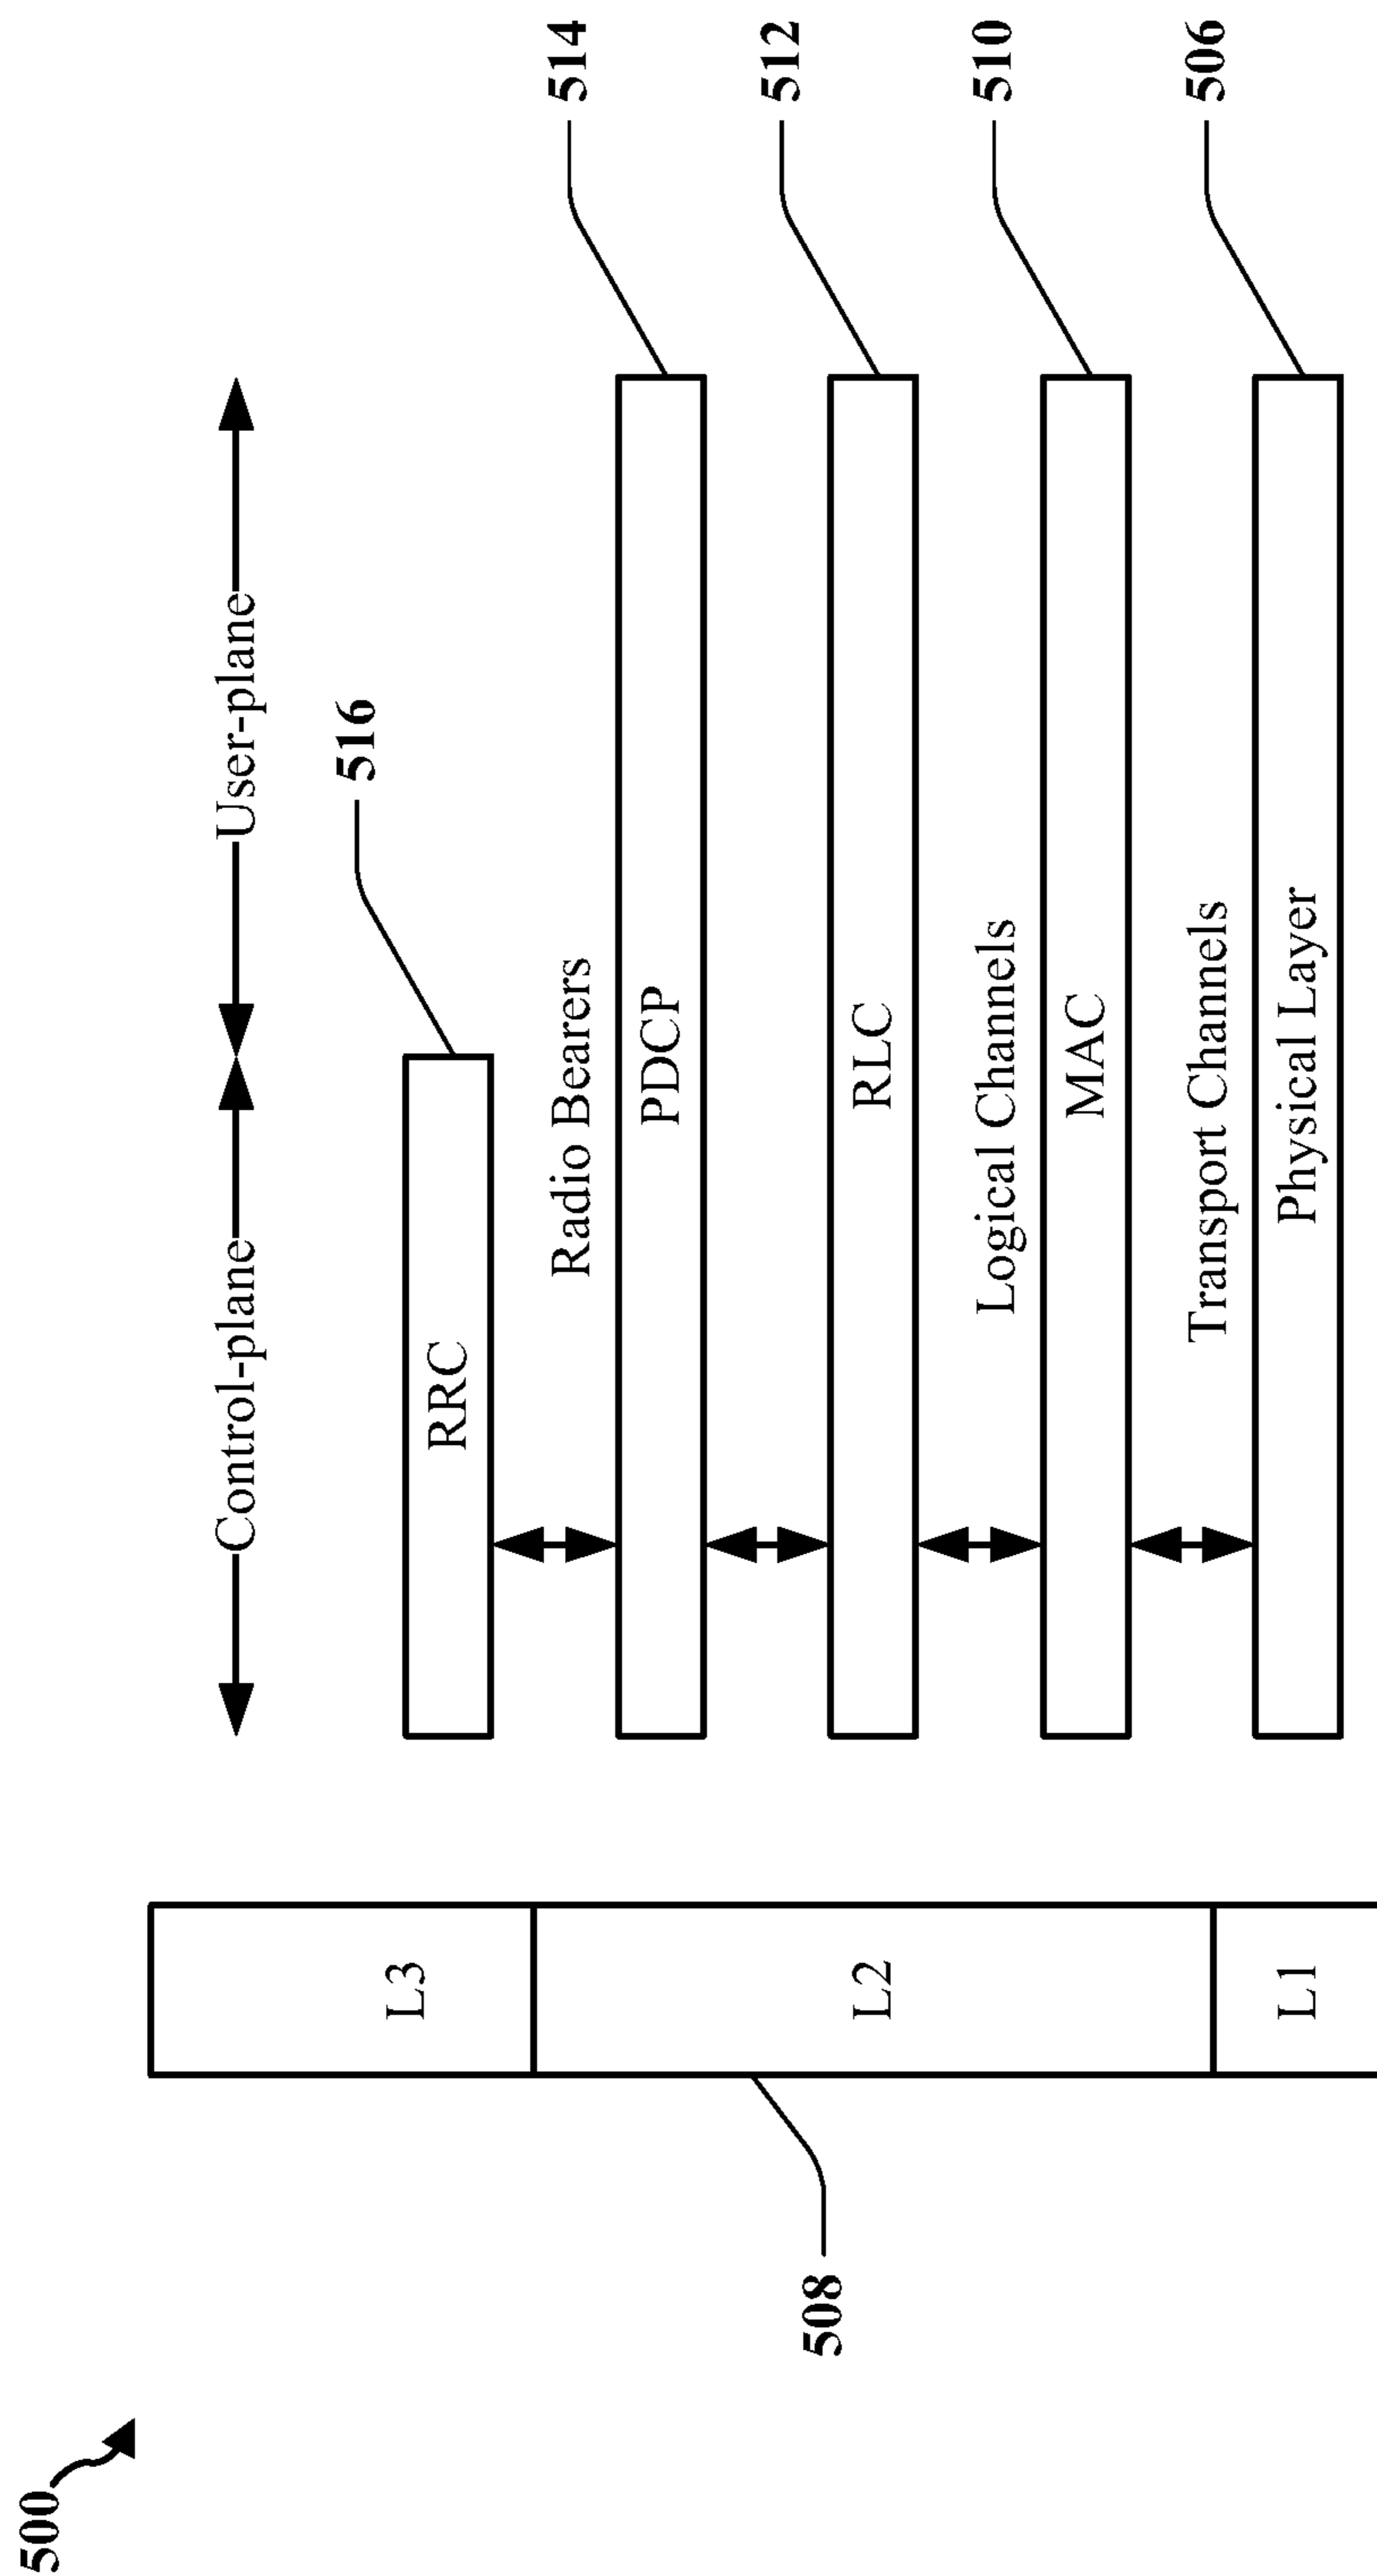 500
Control-plane
User-plane
516
L3
RRC
Radio Bearers
514
PDCP
L2
508
RLC
512
Logical Channels
510
MAC
Transport Channels
506
L1
Physical Layer